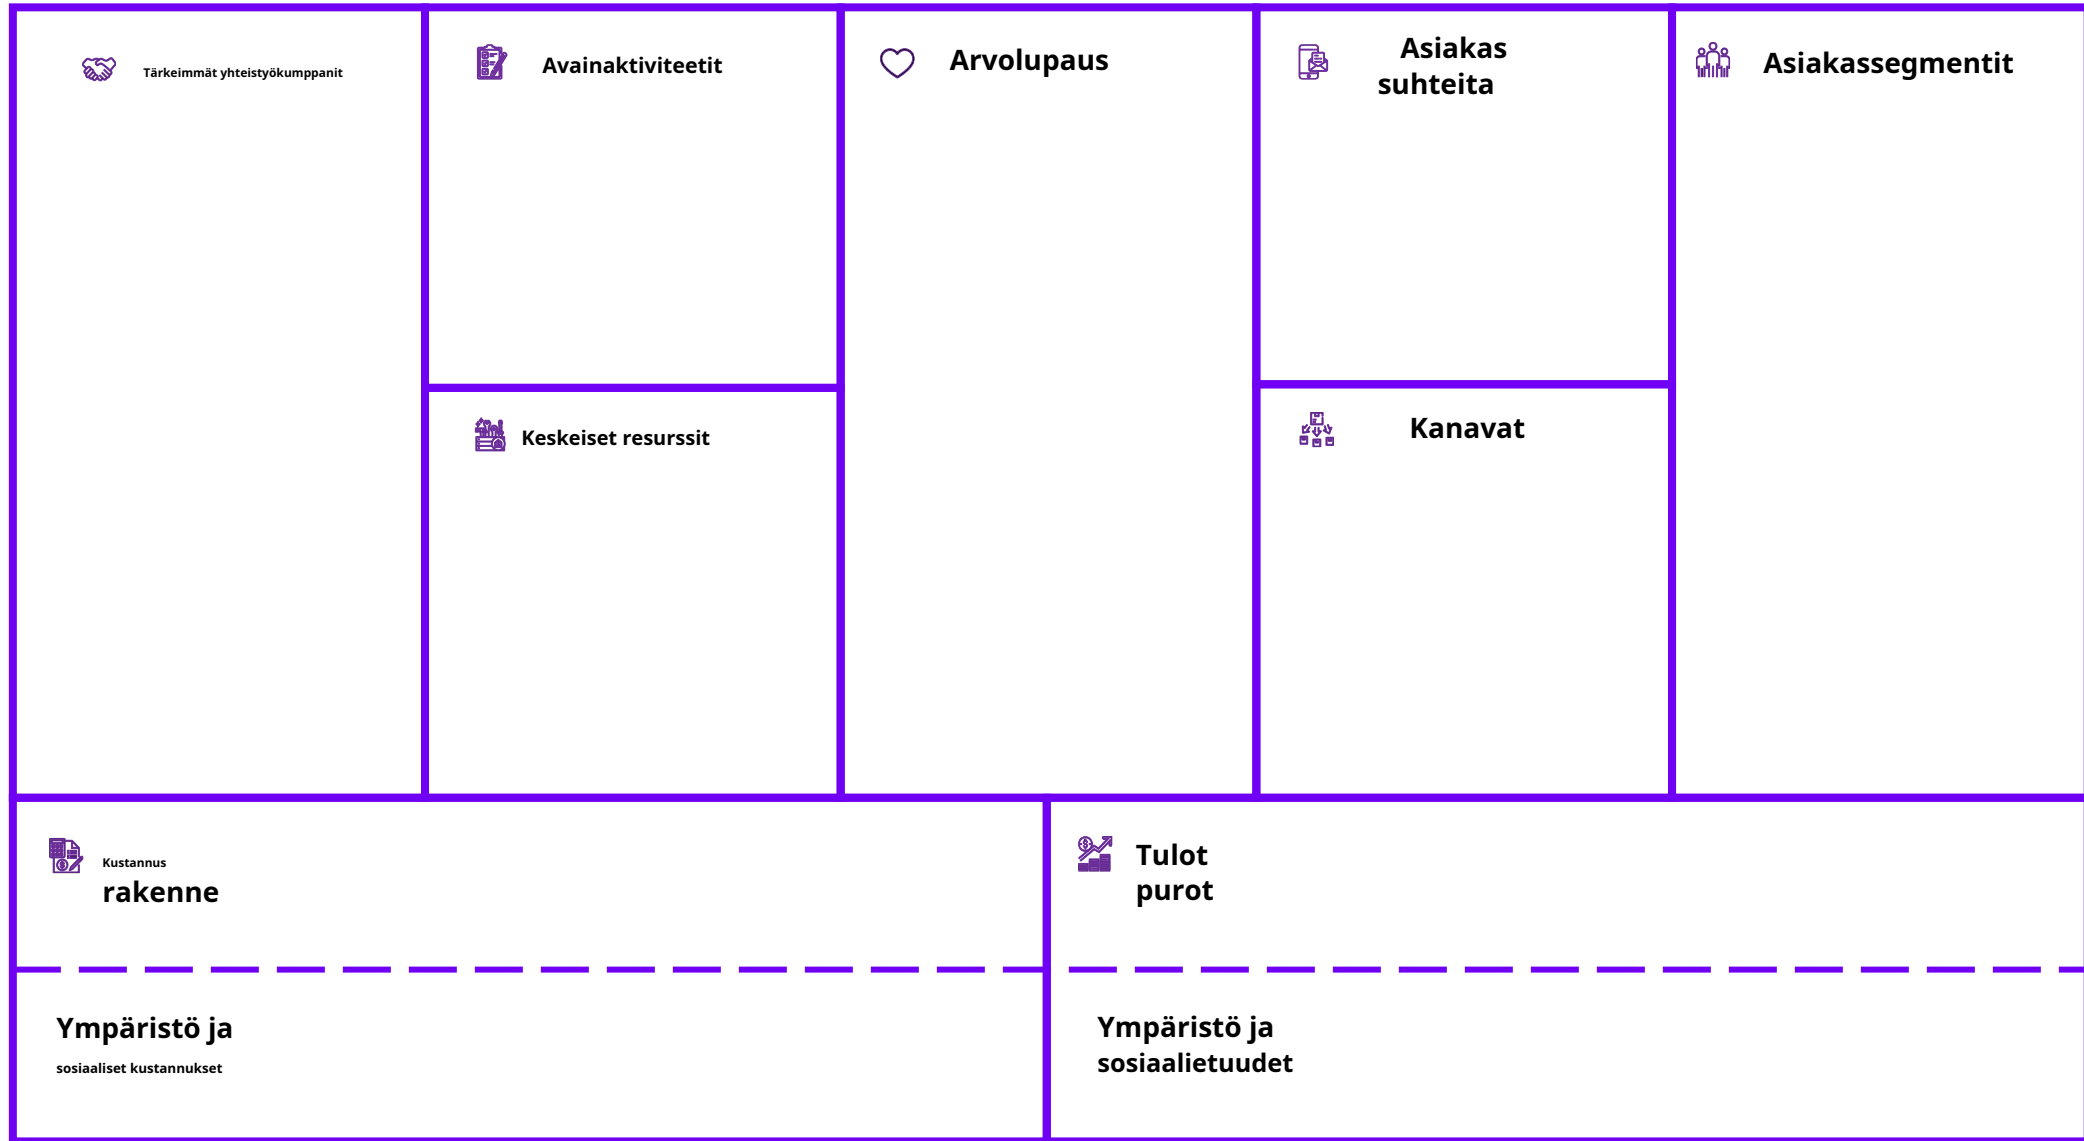 Tärkeimmät yhteistyökumppanit
Avainaktiviteetit
Arvolupaus
Asiakas
suhteita
Asiakassegmentit
Keskeiset resurssit
Kanavat
Kustannus
rakenne
Tulot
purot
Ympäristö ja
sosiaaliset kustannukset
Ympäristö ja
sosiaalietuudet